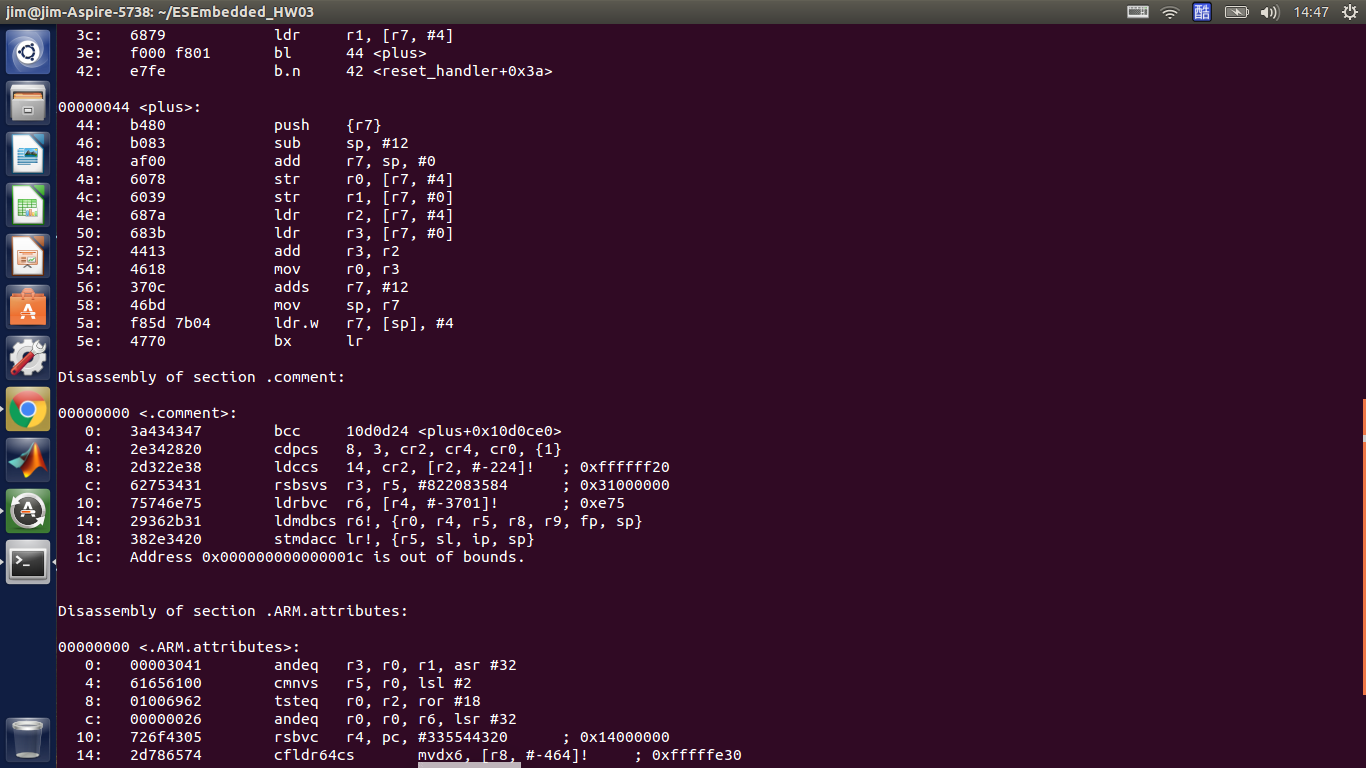 jim@jim-Aspire-5738: ~/ESEmbedded_HW03
酷
14:47
3c: 6879 ldr r1, [r7, #4]
3e: f000 f801 bl 44 <plus>
42: e7fe b.n 42 <reset_handler+0x3a>
00000044 <plus>:
44: b480 push {r7}
46: b083 sub sp, #12
48: af00 add r7, sp, #0
4a: 6078 str r0, [r7, #4]
4c: 6039 str r1, [r7, #0]
4e: 687a ldr r2, [r7, #4]
50: 683b ldr r3, [r7, #0]
52: 4413 add r3, r2
54: 4618 mov r0, r3
56: 370c adds r7, #12
58: 46bd mov sp, r7
5a: f85d 7b04 ldr.w r7, [sp], #4
5e: 4770 bx lr
Disassembly of section .comment:
00000000 <.comment>:
0: 3a434347 bcc 10d0d24 <plus+0x10d0ce0>
4: 2e342820 cdpcs 8, 3, cr2, cr4, cr0, {1}
8: 2d322e38 ldccs 14, cr2, [r2, #-224]! ; 0xffffff20
c: 62753431 rsbsvs r3, r5, #822083584 ; 0x31000000
10: 75746e75 ldrbvc r6, [r4, #-3701]! ; 0xe75
14: 29362b31 ldmdbcs r6!, {r0, r4, r5, r8, r9, fp, sp}
18: 382e3420 stmdacc lr!, {r5, sl, ip, sp}
1c: Address 0x000000000000001c is out of bounds.
Disassembly of section .ARM.attributes:
00000000 <.ARM.attributes>:
0: 00003041 andeq r3, r0, r1, asr #32
4: 61656100 cmnvs r5, r0, lsl #2
8: 01006962 tsteq r0, r2, ror #18
c: 00000026 andeq r0, r0, r6, lsr #32
10: 726f4305 rsbvc r4, pc, #335544320 ; 0x14000000
14: 2d786574 cfldr64cs mvdx6, [r8, #-464]! ; 0xfffffe30